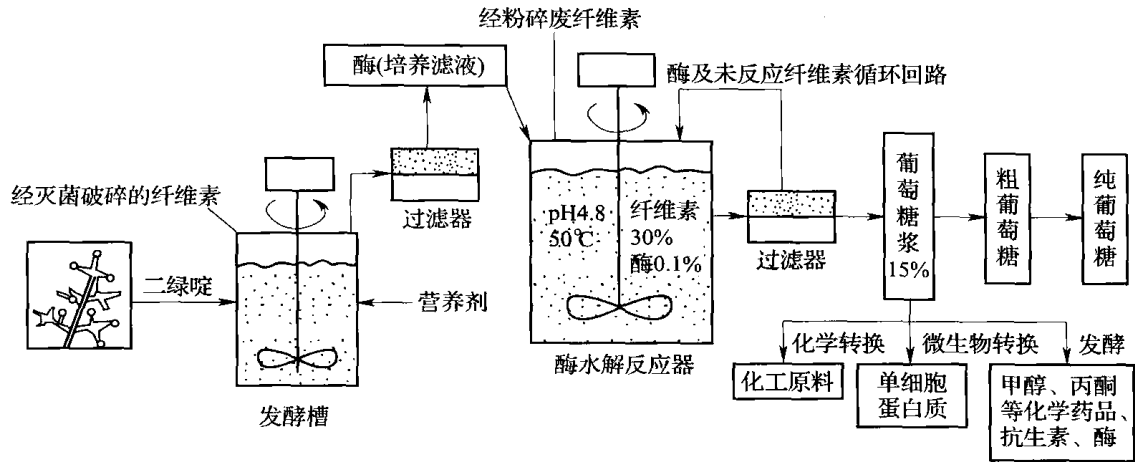 经粉碎废纤维素
酶(培养滤液)
酶及未反应纤维素循环回路
经灭菌破碎的纤维素
过滤器
二绿啶
营养剂
发酵槽
pH4.8
50℃
纤维素
30%
酶0.1%
酶水解反应器
过滤器
葡萄糖浆
15%
粗葡萄糖
纯葡萄糖
化学转换
微生物转换
发酵
化工原料
单细胞
蛋白质
甲醇、丙酮
等化学药品、
抗生素、酶